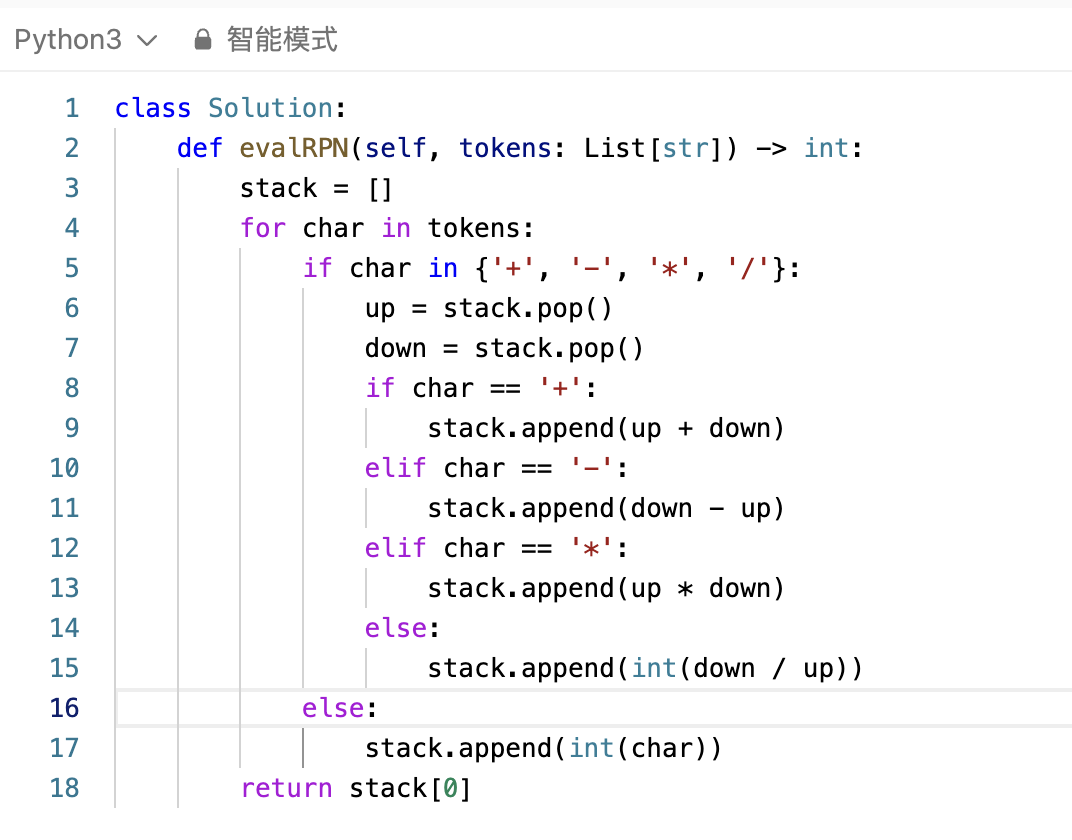 Python3 智能模式
1 class Solution:
2     def evalRPN(self, tokens: List[str]) -> int:
3         stack = []
4         for char in tokens:
5             if char in {'+', '-', '*', '/'}:
6                 up = stack.pop()
7                 down = stack.pop()
8                 if char == '+':
9                     stack.append(up + down)
10                 elif char == '-':
11                     stack.append(down - up)
12                 elif char == '*':
13                     stack.append(up * down)
14                 else:
15                     stack.append(int(down / up))
16             else:
17                 stack.append(int(char))
18         return stack[0]